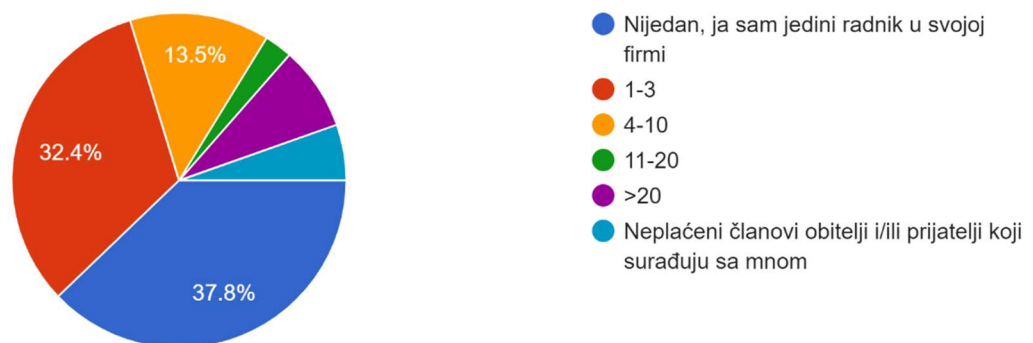 13.5%
32.4%
37.8%
Nijedan, ja sam jedini radnik u svojoj
firmi
1-3
4-10
11-20
>20
Neplaćeni članovi obitelji i/ili prijatelji koji
surađuju sa mnom